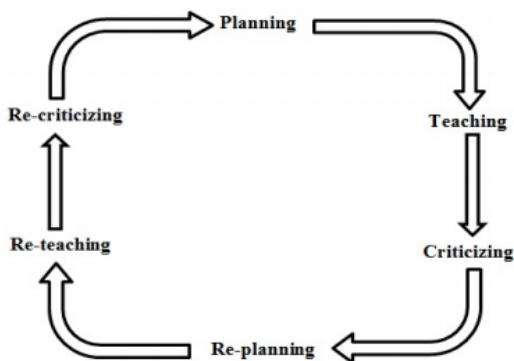 Planning
Teaching
Criticizing
Re-planning
Re-teaching
Re-criticizing